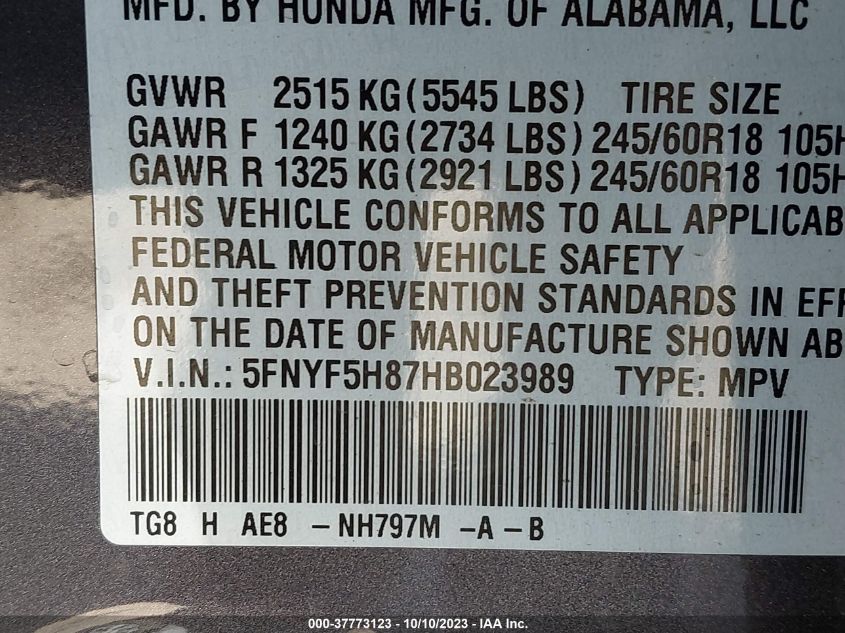 MFD. BY HONDA MFG. OF ALABAMA, LLC
GVWR 2515 KG (5545 LBS) TIRE SIZE
GAWR F 1240 KG (2734 LBS) 245/60R18 105H
GAWR R 1325 KG (2921 LBS) 245/60R18 105H
THIS VEHICLE CONFORMS TO ALL APPLICAB
FEDERAL MOTOR VEHICLE SAFETY
AND THEFT PREVENTION STANDARDS IN EFF
ON THE DATE OF MANUFACTURE SHOWN AB
V.I.N.: 5FNYF5H87HB023989 TYPE: MPV
TG8 H AE8 -NH797M -A -B
000-37773123 - 10/10/2023 - IAA Inc.